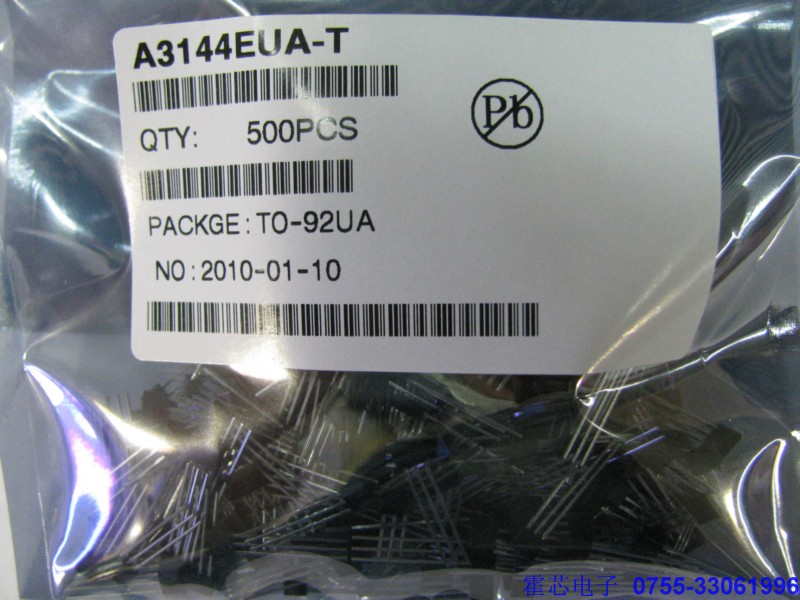 A3144EUA-T
QTY: 500PCS
Pb
PACKGE: TO-92UA
NO: 2010-01-10
霍芯电子 0755-33061996